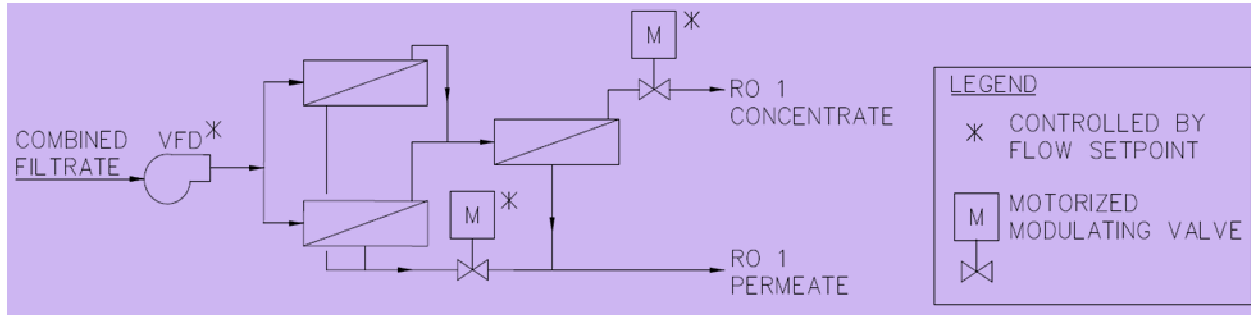 COMBINED
FILTRATE
VFD*
M
*
M
*
RO 1
CONCENTRATE
RO 1
PERMEATE
LEGEND
* CONTROLLED BY
FLOW SETPOINT
M
MOTORIZED
MODULATING VALVE